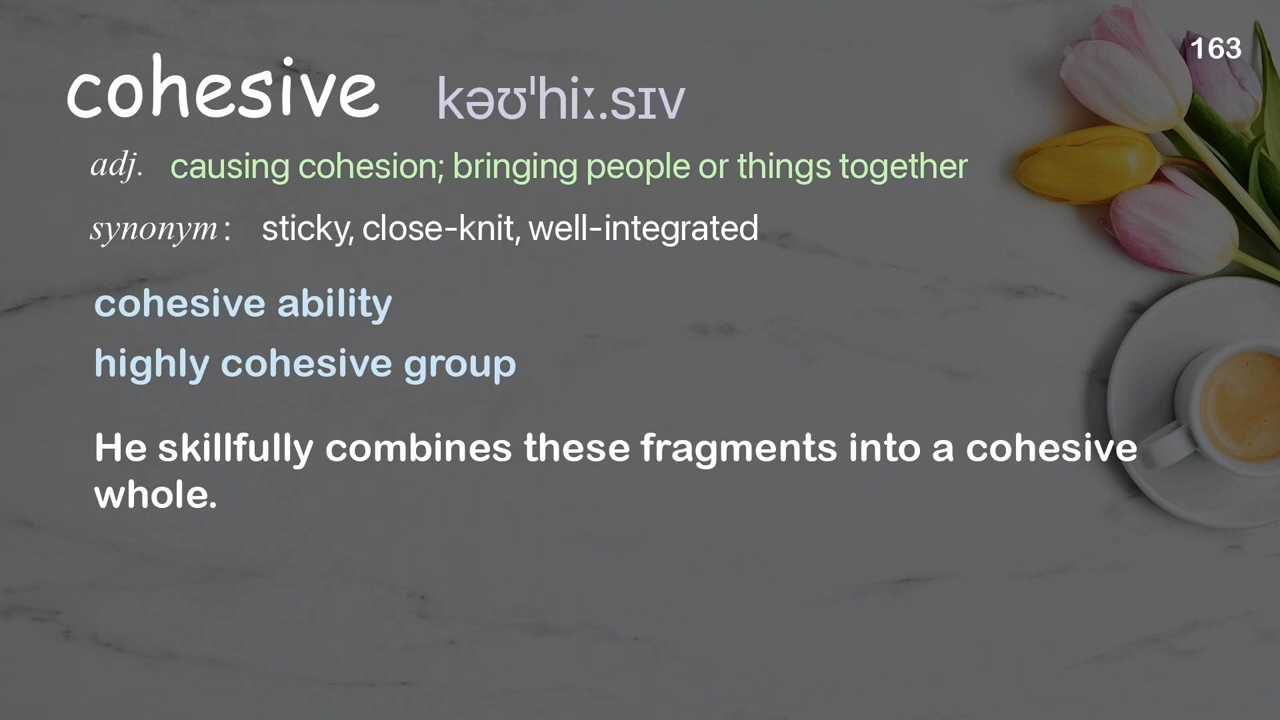 163
cohesive kəʊˈhiː.sɪv
adj. causing cohesion; bringing people or things together
synonym: sticky, close-knit, well-integrated
cohesive ability
highly cohesive group
He skillfully combines these fragments into a cohesive
whole.